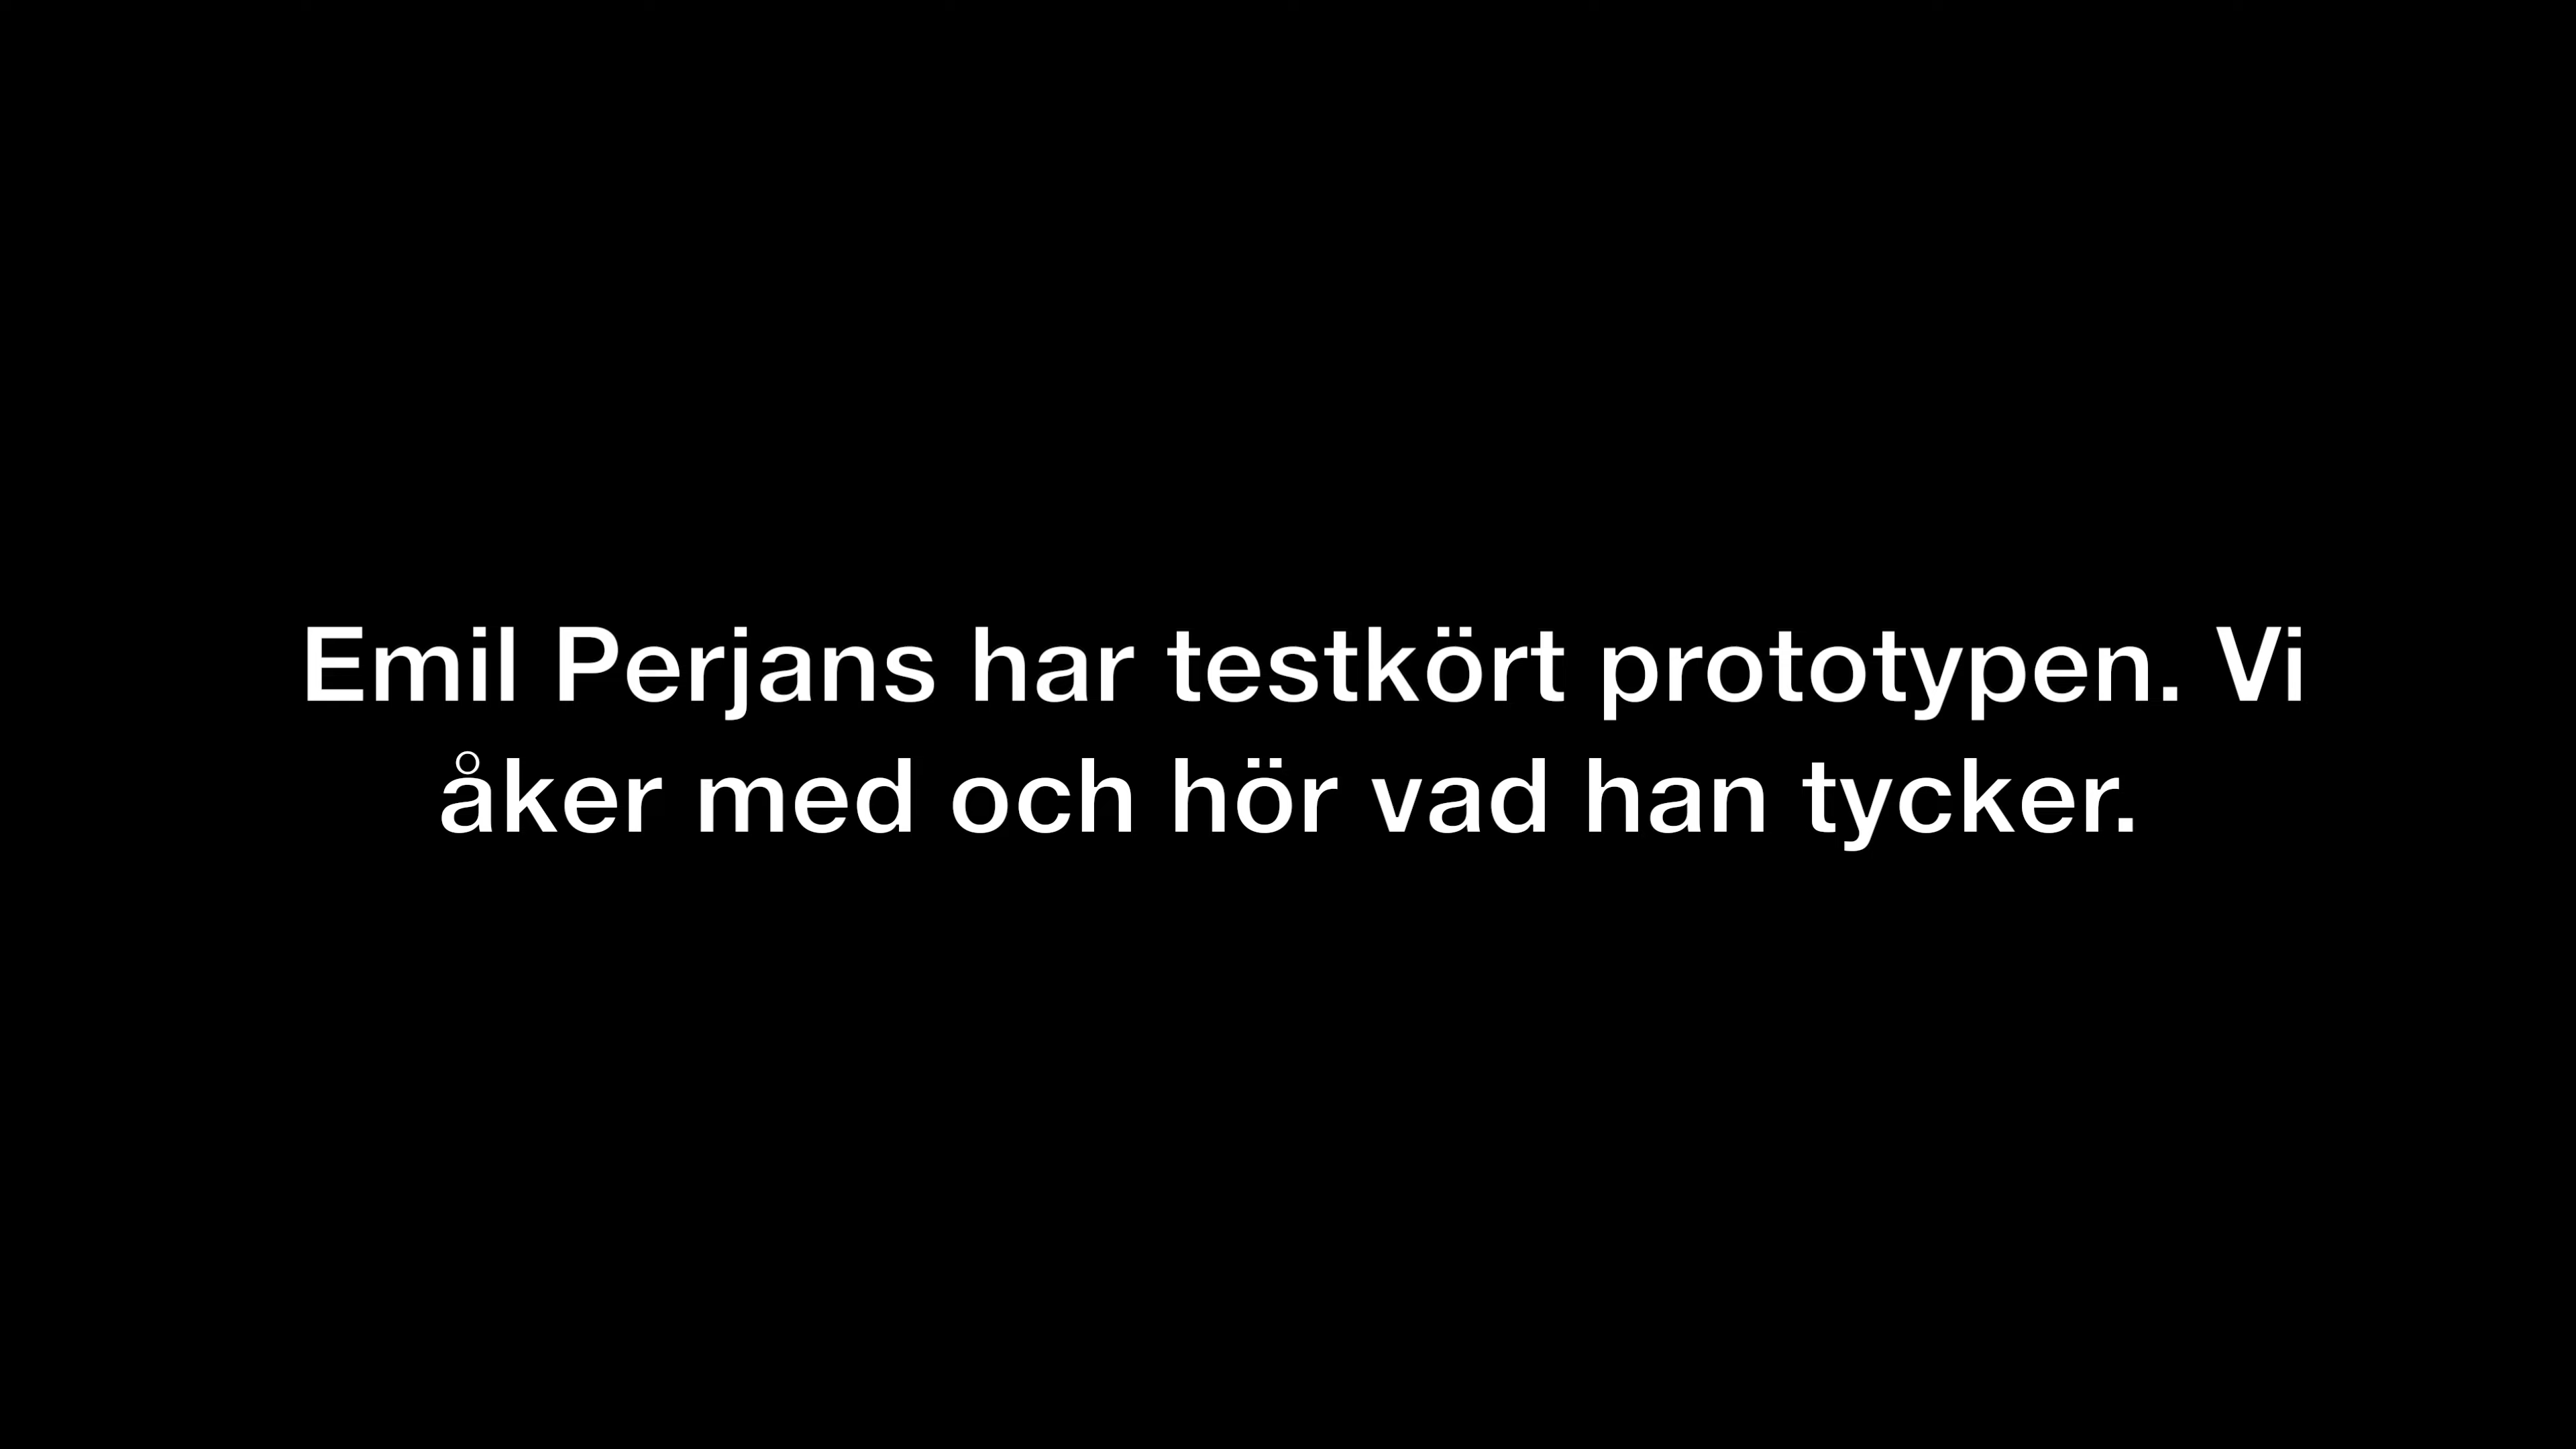 Emil Perjans har testkört prototypen. Vi
åker med och hör vad han tycker.